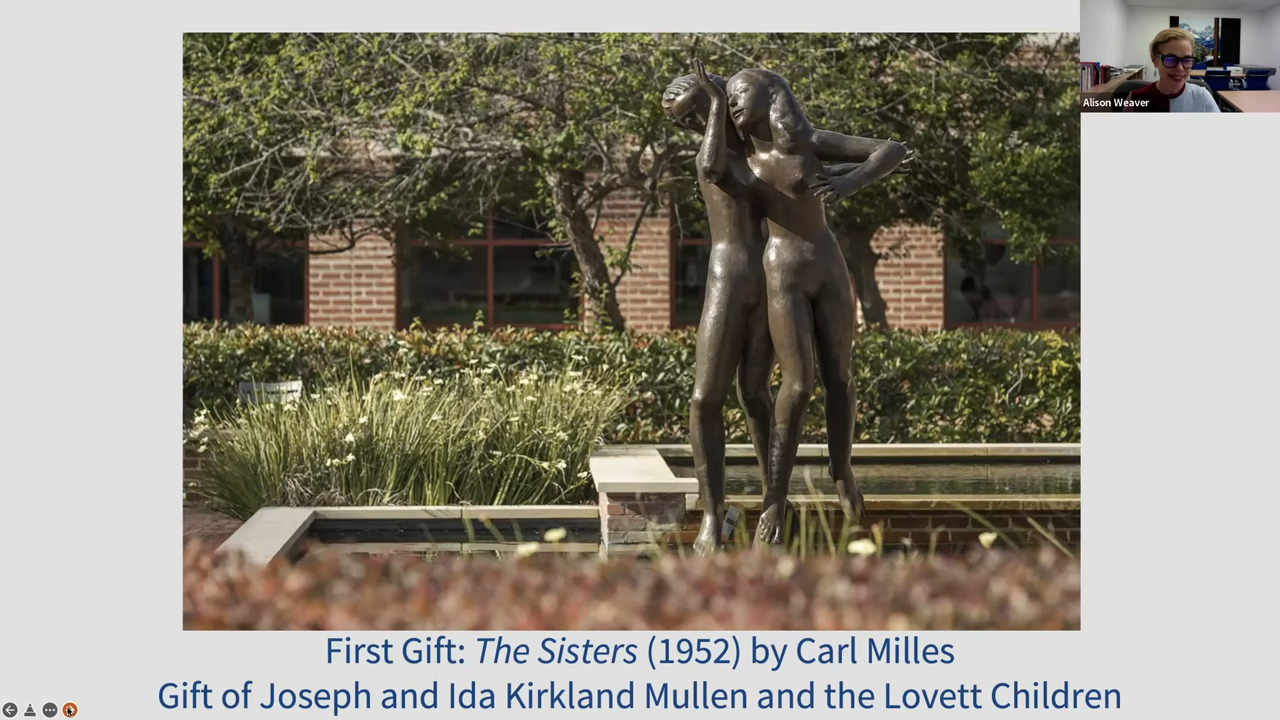 Alison Weaver
First Gift: The Sisters (1952) by Carl Milles
Gift of Joseph and Ida Kirkland Mullen and the Lovett Children